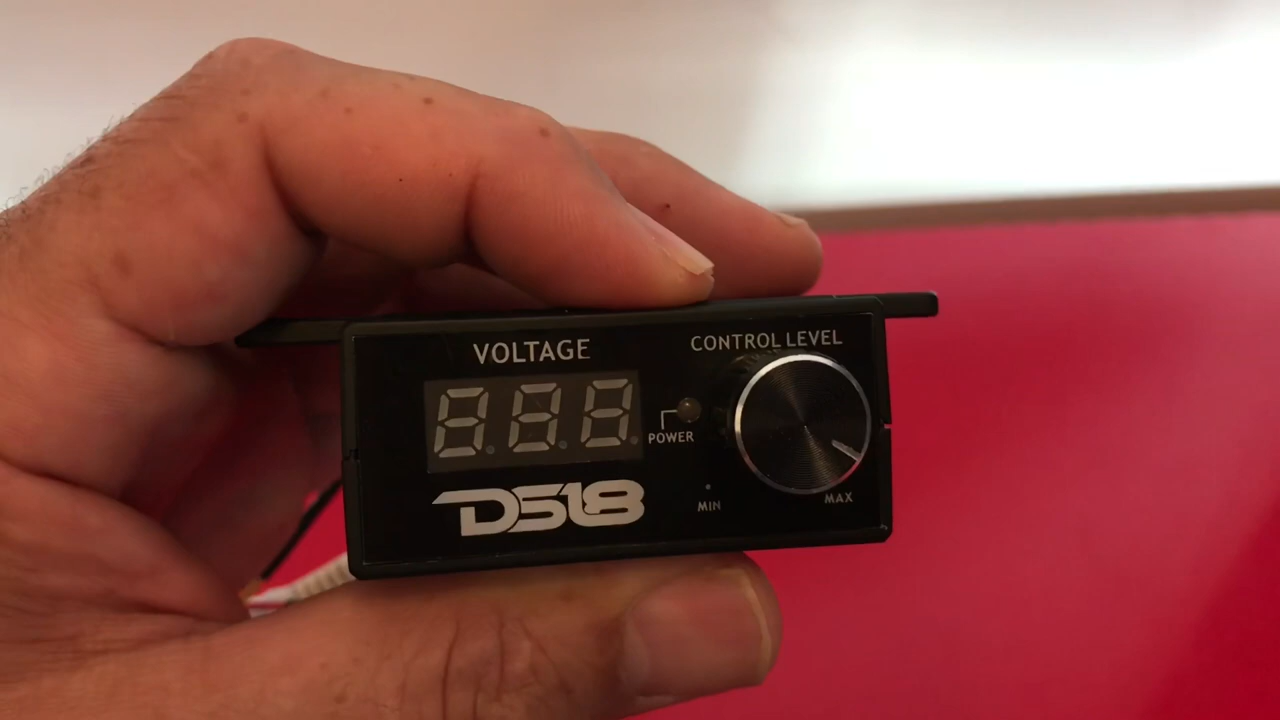 VOLTAGE
CONTROL LEVEL
POWER
DS18
MIN
MAX